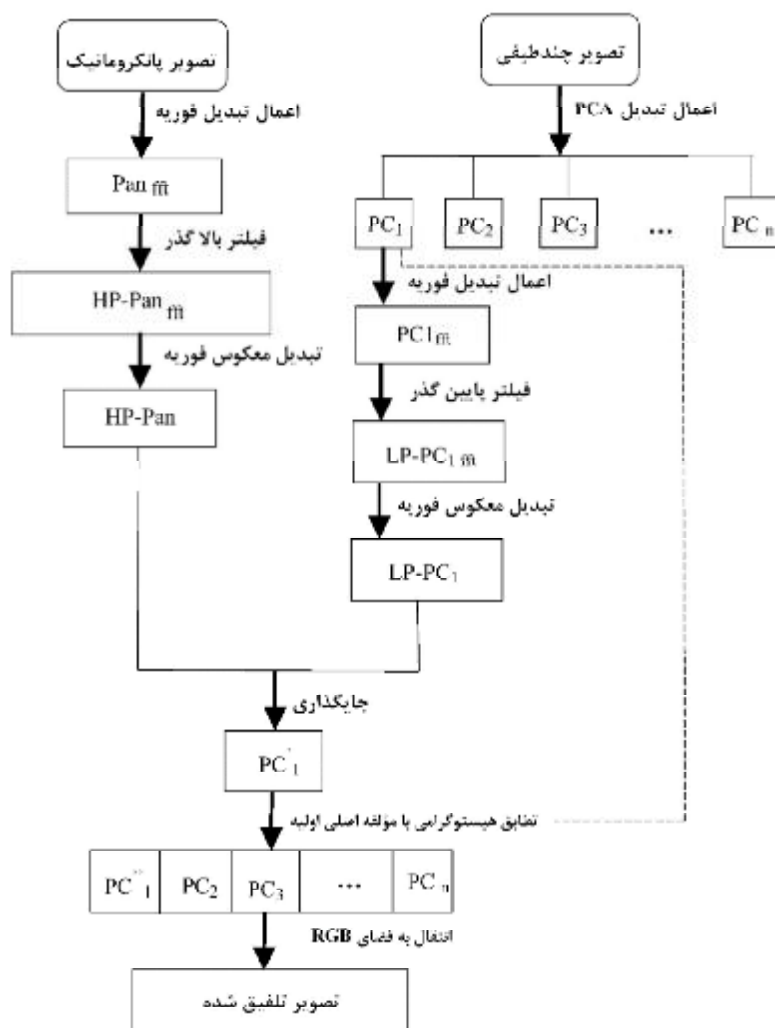 تصویر پانکروماتیک
تصویر چندطیفی
اعمال تبدیل فوریه
اعمال تبدیل PCA
Pan fft
PC1
PC2
PC3
...
PC n
فیلتر بالا گذر
اعمال تبدیل فوریه
HP-Pan fft
PC1 fft
تبدیل معکوس فوریه
فیلتر پایین گذر
HP-Pan
LP-PC1 fft
تبدیل معکوس فوریه
LP-PC1
جایگذاری
PC'1
تطابق هیستوگرامی با مؤلفه اصلی اولیه
PC''1
PC2
PC3
...
PC n
انتقال به فضای RGB
تصویر تلفیق شده